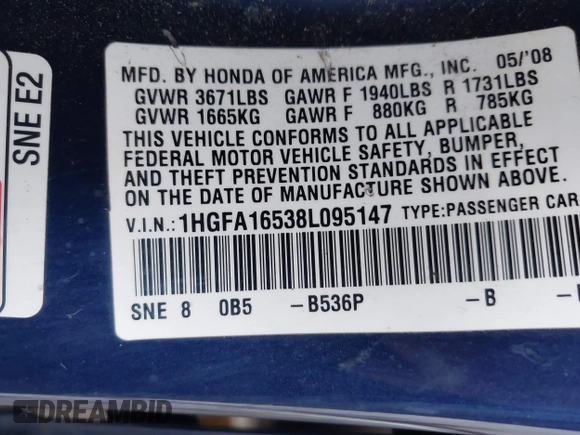 MFD. BY HONDA OF AMERICA MFG., INC. 05/'08
GVWR 3671LBS GAWR F 1940LBS R 1731LBS
GVWR 1665KG GAWR F 880KG R 785KG
THIS VEHICLE CONFORMS TO ALL APPLICABLE
FEDERAL MOTOR VEHICLE SAFETY, BUMPER,
AND THEFT PREVENTION STANDARDS IN EFFECT
ON THE DATE OF MANUFACTURE SHOWN ABOVE.
V.I.N.: 1HGFA16538L095147 TYPE:PASSENGER CAR
SNE 8 0B5 -B536P -B -
SNE E2
DREAMBID